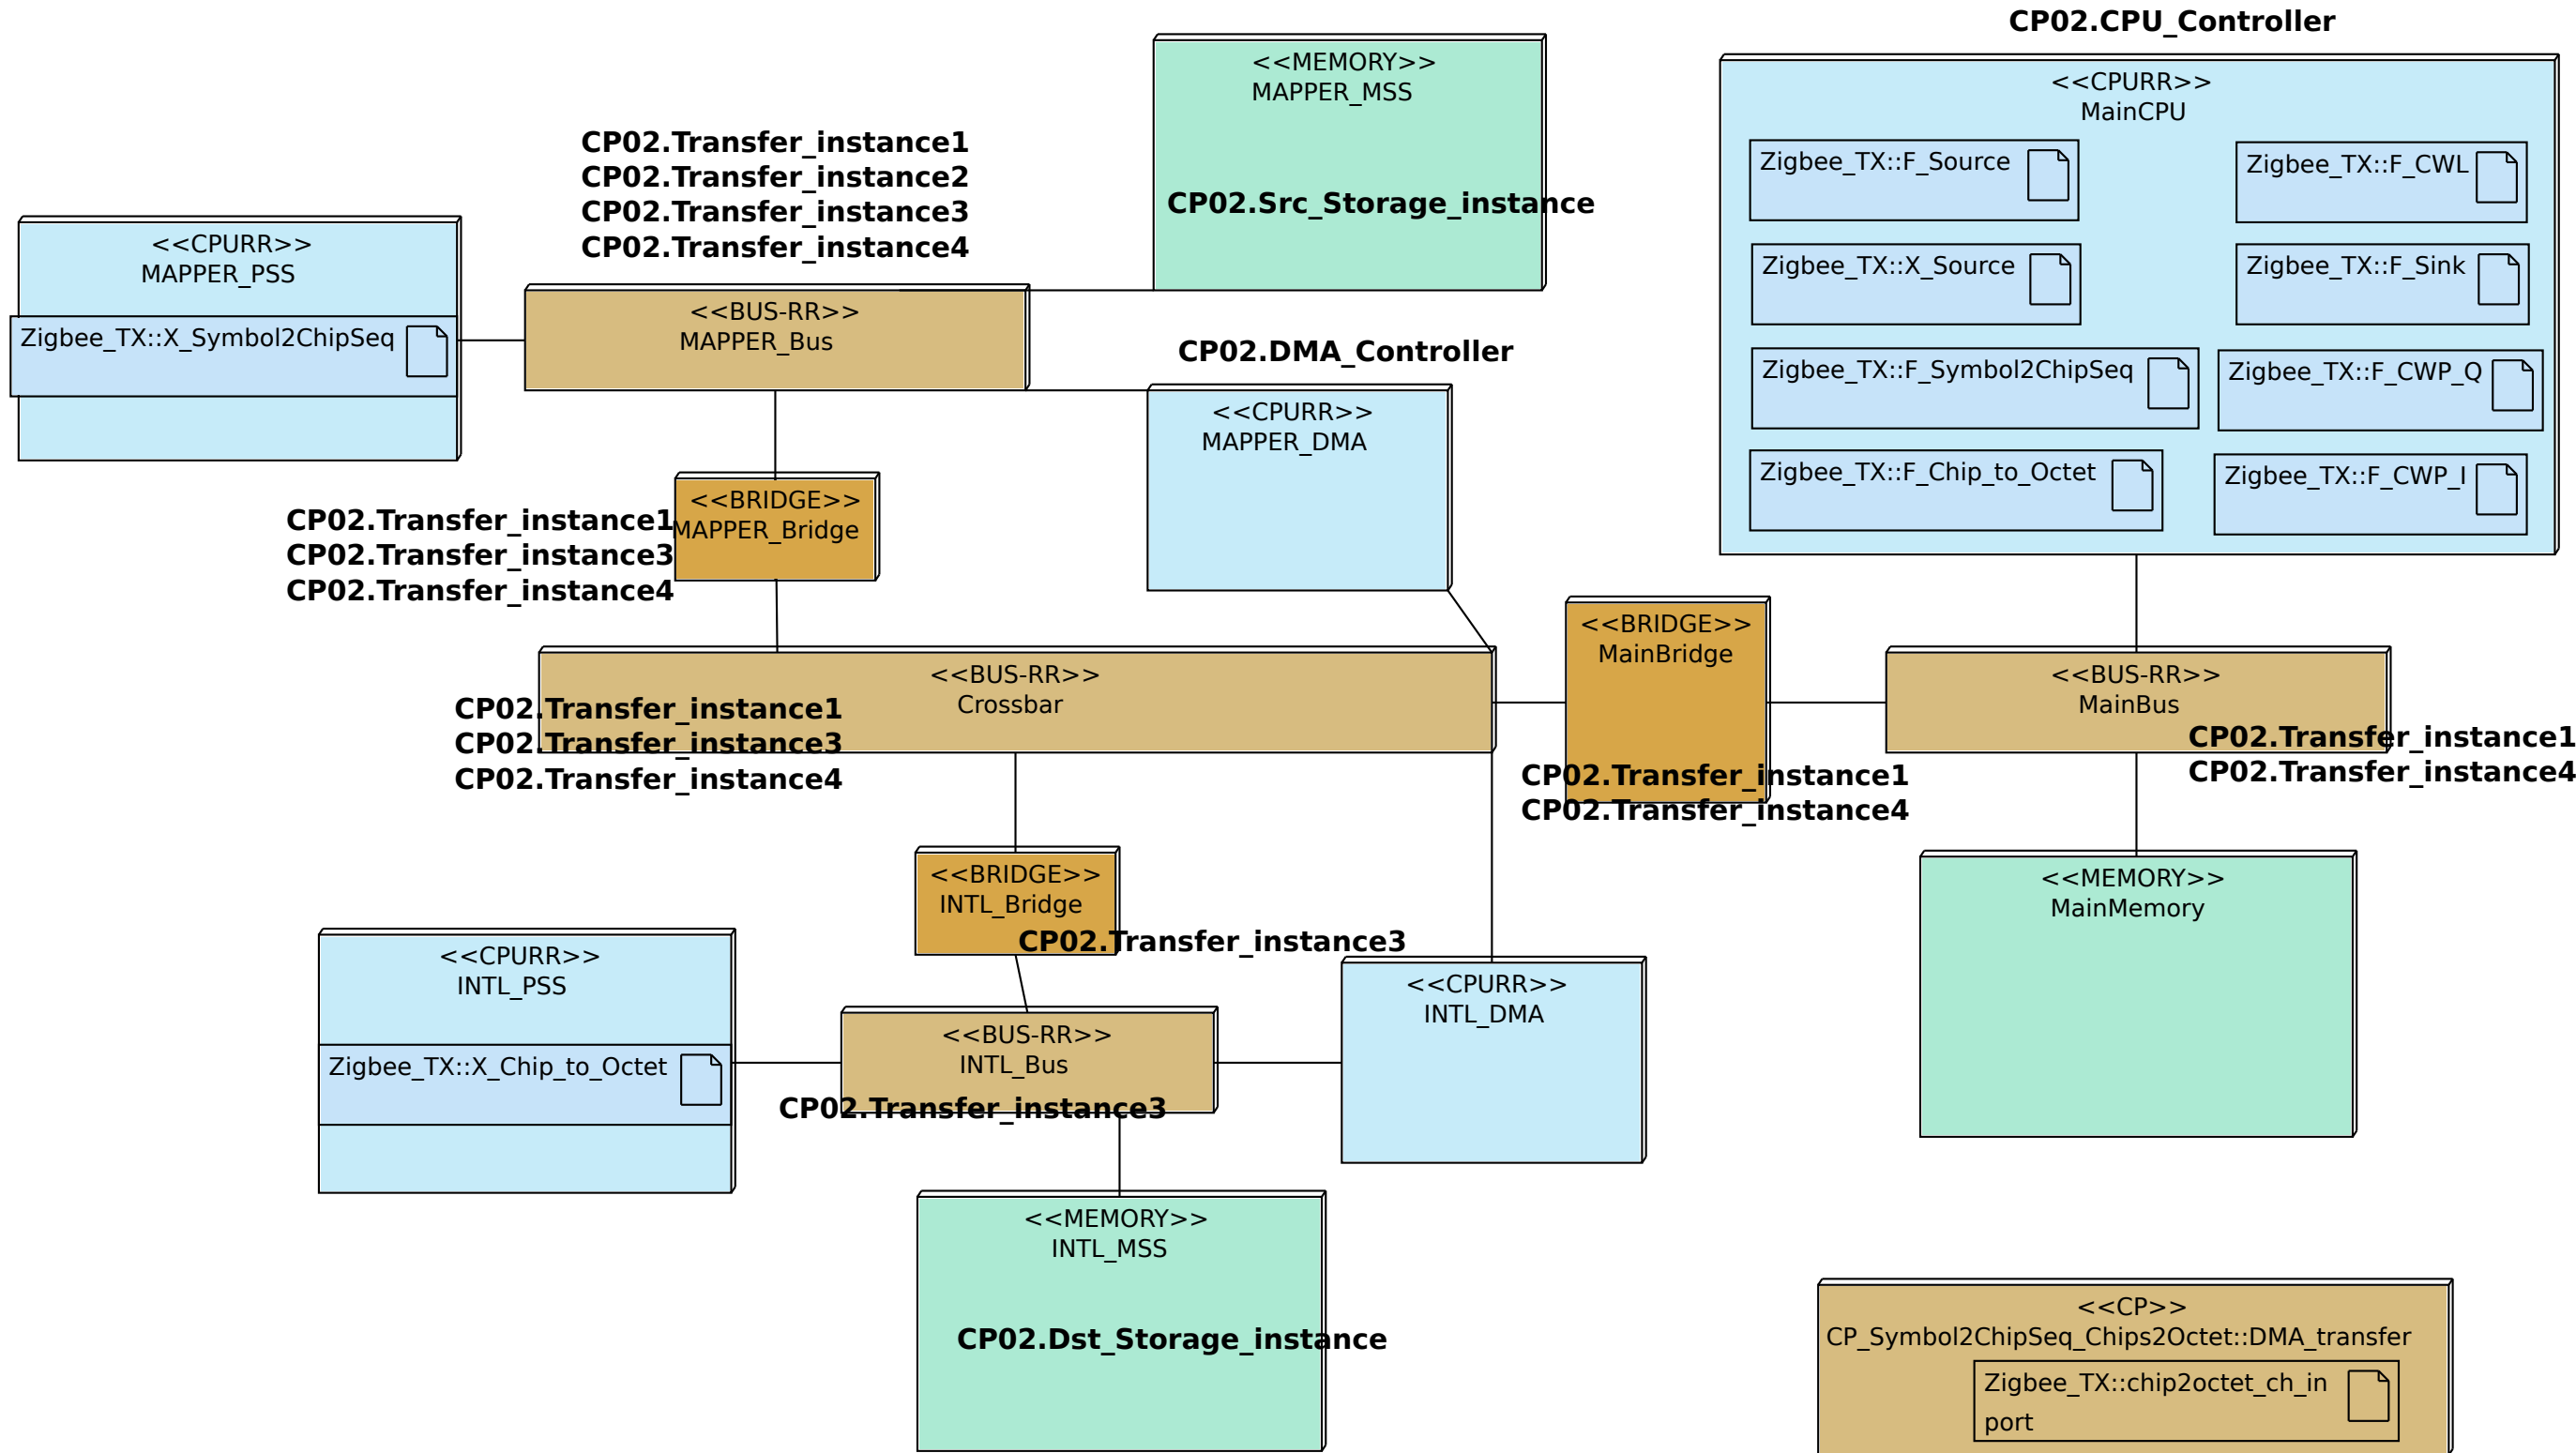 CP02.CPU_Controller
<<MEMORY>>
MAPPER_MSS
CP02.Src_Storage_instance
<<CPURR>>
MainCPU
Zigbee_TX::F_Source
Zigbee_TX::F_CWL
Zigbee_TX::X_Source
Zigbee_TX::F_Sink
Zigbee_TX::F_Symbol2ChipSeq
Zigbee_TX::F_CWP_Q
Zigbee_TX::F_Chip_to_Octet
Zigbee_TX::F_CWP_I
CP02.Transfer_instance1
CP02.Transfer_instance2
CP02.Transfer_instance3
CP02.Transfer_instance4
<<CPURR>>
MAPPER_PSS
Zigbee_TX::X_Symbol2ChipSeq
<<BUS-RR>>
MAPPER_Bus
CP02.DMA_Controller
<<CPURR>>
MAPPER_DMA
<<BRIDGE>>
MAPPER_Bridge
CP02.Transfer_instance1
CP02.Transfer_instance3
CP02.Transfer_instance4
<<BUS-RR>>
Crossbar
CP02.Transfer_instance1
CP02.Transfer_instance3
CP02.Transfer_instance4
<<BRIDGE>>
MainBridge
CP02.Transfer_instance1
CP02.Transfer_instance4
<<BUS-RR>>
MainBus
CP02.Transfer_instance1
CP02.Transfer_instance4
<<BRIDGE>>
INTL_Bridge
CP02.Transfer_instance3
<<MEMORY>>
MainMemory
<<CPURR>>
INTL_PSS
Zigbee_TX::X_Chip_to_Octet
<<BUS-RR>>
INTL_Bus
CP02.Transfer_instance3
<<CPURR>>
INTL_DMA
<<MEMORY>>
INTL_MSS
CP02.Dst_Storage_instance
<<CP>>
CP_Symbol2ChipSeq_Chips2Octet::DMA_transfer
Zigbee_TX::chip2octet_ch_in
port